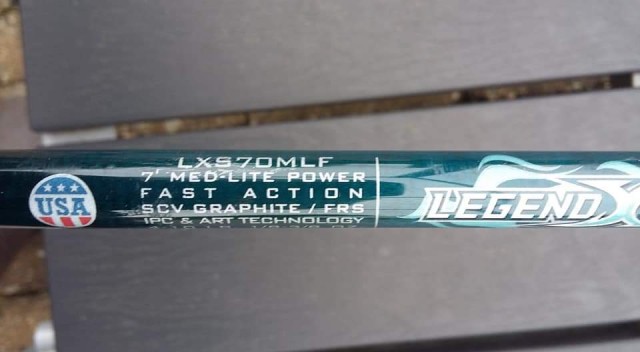 USA
LXS70MLF
7' MED-LITE POWER
FAST ACTION
SCV GRAPHITE / FRS
IPC & ART TECHNOLOGY
LEGEND X